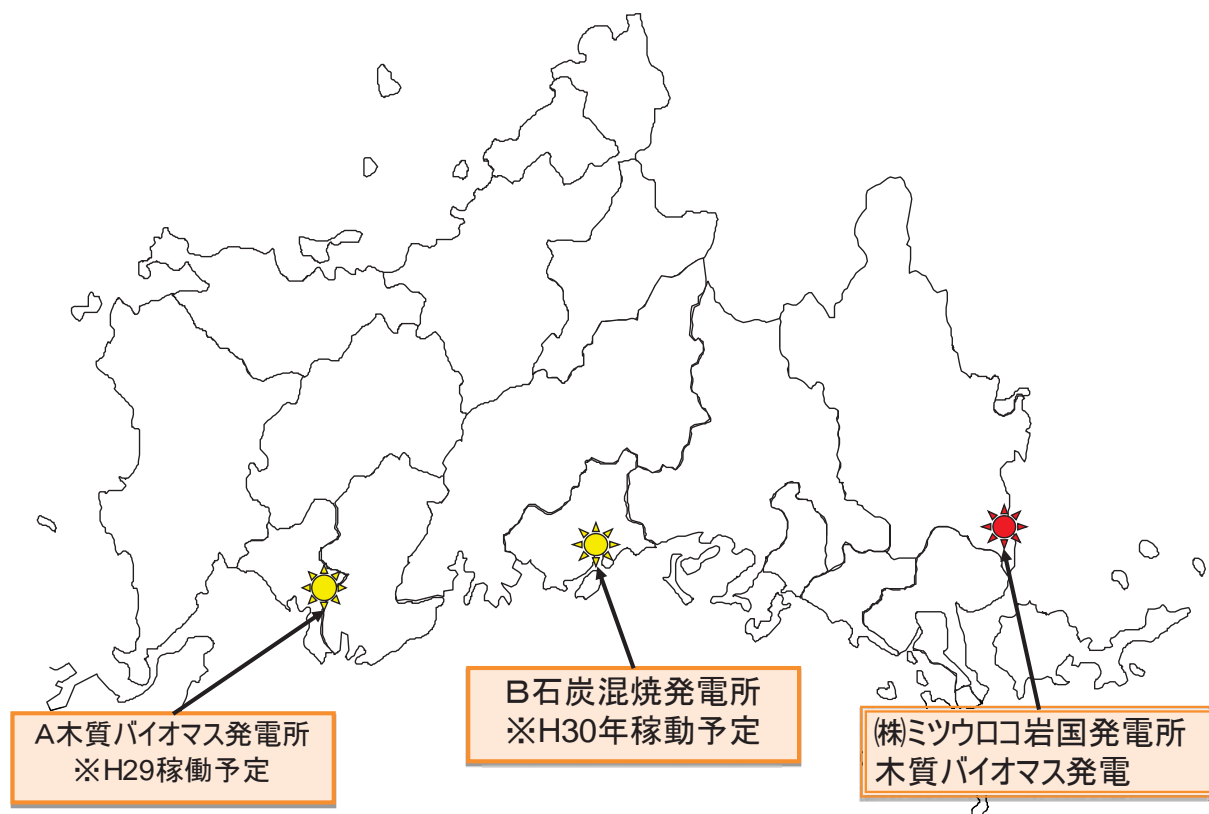 A木質バイオマス発電所
※H29稼働予定
B石炭混焼発電所
※H30年稼動予定
㈱ミツウロコ岩国発電所
木質バイオマス発電